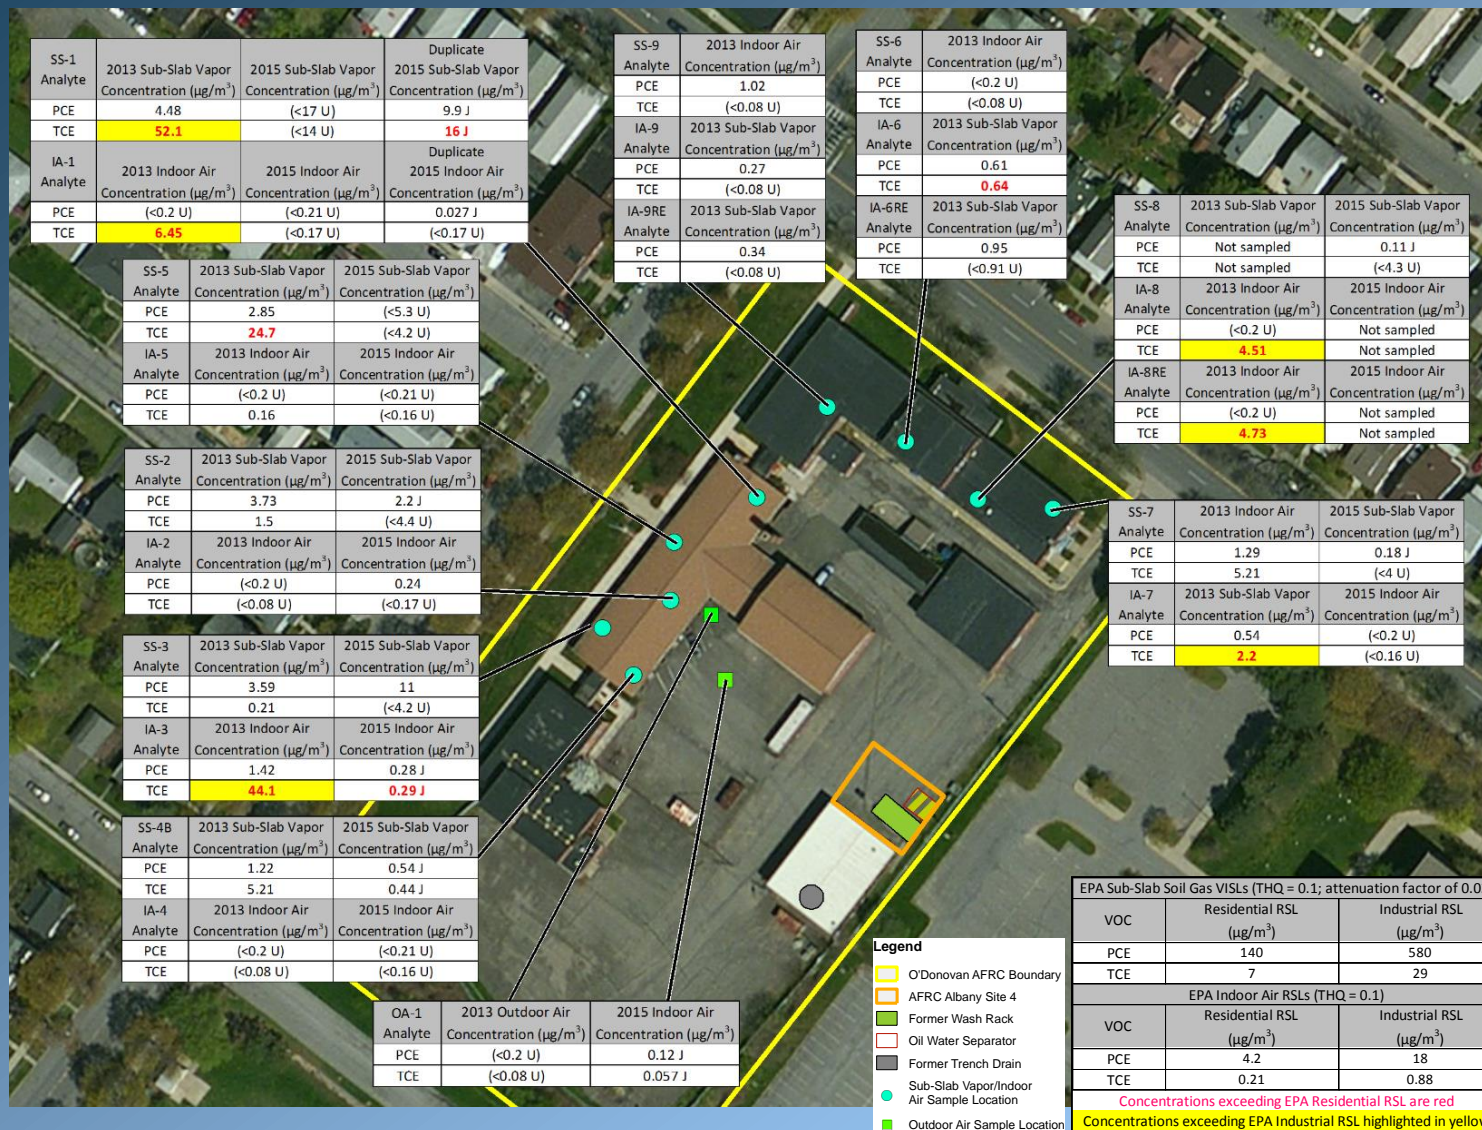 SS-1 Analyte | 2013 Sub-Slab Vapor Concentration (µg/m³) | 2015 Sub-Slab Vapor Concentration (µg/m³) | Duplicate 2015 Sub-Slab Vapor Concentration (µg/m³)
PCE | 4.48 | (<17 U) | 9.9 J
TCE | 52.1 | (<14 U) | 16 J
IA-1 Analyte | 2013 Indoor Air Concentration (µg/m³) | 2015 Indoor Air Concentration (µg/m³) | Duplicate 2015 Indoor Air Concentration (µg/m³)
PCE | (<0.2 U) | (<0.21 U) | 0.027 J
TCE | 6.45 | (<0.17 U) | (<0.17 U)
SS-9 Analyte | 2013 Indoor Air Concentration (µg/m³)
PCE | 1.02
TCE | (<0.08 U)
IA-9 Analyte | 2013 Sub-Slab Vapor Concentration (µg/m³)
PCE | 0.27
TCE | (<0.08 U)
IA-9RE Analyte | 2013 Sub-Slab Vapor Concentration (µg/m³)
PCE | 0.34
TCE | (<0.08 U)
SS-6 Analyte | 2013 Indoor Air Concentration (µg/m³)
PCE | (<0.2 U)
TCE | (<0.08 U)
IA-6 Analyte | 2013 Sub-Slab Vapor Concentration (µg/m³)
PCE | 0.61
TCE | 0.64
IA-6RE Analyte | 2013 Sub-Slab Vapor Concentration (µg/m³)
PCE | 0.95
TCE | (<0.91 U)
SS-8 Analyte | 2013 Sub-Slab Vapor Concentration (µg/m³) | 2015 Sub-Slab Vapor Concentration (µg/m³)
PCE | Not sampled | 0.11 J
TCE | Not sampled | (<4.3 U)
IA-8 Analyte | 2013 Indoor Air Concentration (µg/m³) | 2015 Indoor Air Concentration (µg/m³)
PCE | (<0.2 U) | Not sampled
TCE | 4.51 | Not sampled
IA-8RE Analyte | 2013 Indoor Air Concentration (µg/m³) | 2015 Indoor Air Concentration (µg/m³)
PCE | (<0.2 U) | Not sampled
TCE | 4.73 | Not sampled
SS-5 Analyte | 2013 Sub-Slab Vapor Concentration (µg/m³) | 2015 Sub-Slab Vapor Concentration (µg/m³)
PCE | 2.85 | (<5.3 U)
TCE | 24.7 | (<4.2 U)
IA-5 Analyte | 2013 Indoor Air Concentration (µg/m³) | 2015 Indoor Air Concentration (µg/m³)
PCE | (<0.2 U) | (<0.21 U)
TCE | 0.16 | (<0.16 U)
SS-2 Analyte | 2013 Sub-Slab Vapor Concentration (µg/m³) | 2015 Sub-Slab Vapor Concentration (µg/m³)
PCE | 3.73 | 2.2 J
TCE | 1.5 | (<4.4 U)
IA-2 Analyte | 2013 Indoor Air Concentration (µg/m³) | 2015 Indoor Air Concentration (µg/m³)
PCE | (<0.2 U) | 0.24
TCE | (<0.08 U) | (<0.17 U)
SS-7 Analyte | 2013 Indoor Air Concentration (µg/m³) | 2015 Sub-Slab Vapor Concentration (µg/m³)
PCE | 1.29 | 0.18 J
TCE | 5.21 | (<4 U)
IA-7 Analyte | 2013 Sub-Slab Vapor Concentration (µg/m³) | 2015 Indoor Air Concentration (µg/m³)
PCE | 0.54 | (<0.2 U)
TCE | 2.2 | (<0.16 U)
SS-3 Analyte | 2013 Sub-Slab Vapor Concentration (µg/m³) | 2015 Sub-Slab Vapor Concentration (µg/m³)
PCE | 3.59 | 11
TCE | 0.21 | (<4.2 U)
IA-3 Analyte | 2013 Indoor Air Concentration (µg/m³) | 2015 Indoor Air Concentration (µg/m³)
PCE | 1.42 | 0.28 J
TCE | 44.1 | 0.29 J
SS-4B Analyte | 2013 Sub-Slab Vapor Concentration (µg/m³) | 2015 Sub-Slab Vapor Concentration (µg/m³)
PCE | 1.22 | 0.54 J
TCE | 5.21 | 0.44 J
IA-4 Analyte | 2013 Indoor Air Concentration (µg/m³) | 2015 Indoor Air Concentration (µg/m³)
PCE | (<0.2 U) | (<0.21 U)
TCE | (<0.08 U) | (<0.16 U)
OA-1 Analyte | 2013 Outdoor Air Concentration (µg/m³) | 2015 Indoor Air Concentration (µg/m³)
PCE | (<0.2 U) | 0.12 J
TCE | (<0.08 U) | 0.057 J
Legend
O'Donovan AFRC Boundary
AFRC Albany Site 4
Former Wash Rack
Oil Water Separator
Former Trench Drain
Sub-Slab Vapor/Indoor
Air Sample Location
Outdoor Air Sample Location
EPA Sub-Slab Soil Gas VISLs (THQ = 0.1; attenuation factor of 0.0
VOC | Residential RSL (µg/m³) | Industrial RSL (µg/m³)
PCE | 140 | 580
TCE | 7 | 29
EPA Indoor Air RSLs (THQ = 0.1)
VOC | Residential RSL (µg/m³) | Industrial RSL (µg/m³)
PCE | 4.2 | 18
TCE | 0.21 | 0.88
Concentrations exceeding EPA Residential RSL are red
Concentrations exceeding EPA Industrial RSL highlighted in yellow